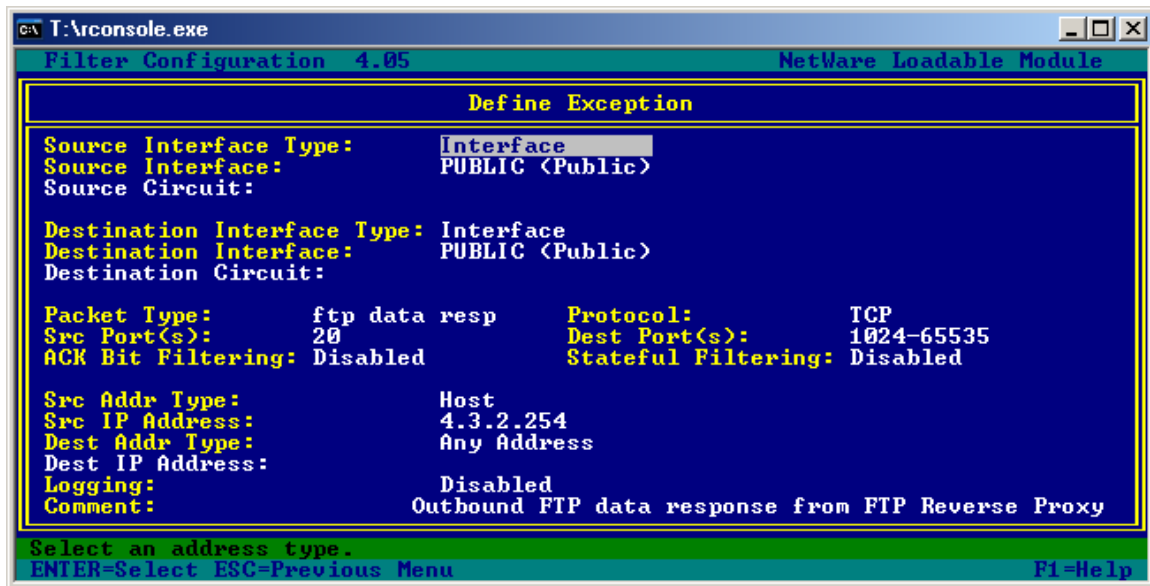 T:\rconsole.exe
Filter Configuration 4.05 NetWare Loadable Module
Define Exception
Source Interface Type: Interface
Source Interface: PUBLIC (Public)
Source Circuit:
Destination Interface Type: Interface
Destination Interface: PUBLIC (Public)
Destination Circuit:
Packet Type: ftp data resp Protocol: TCP
Src Port(s): 20 Dest Port(s): 1024-65535
ACK Bit Filtering: Disabled Stateful Filtering: Disabled
Src Addr Type: Host
Src IP Address: 4.3.2.254
Dest Addr Type: Any Address
Dest IP Address:
Logging: Disabled
Comment: Outbound FTP data response from FTP Reverse Proxy
Select an address type.
ENTER=Select ESC=Previous Menu F1=Help